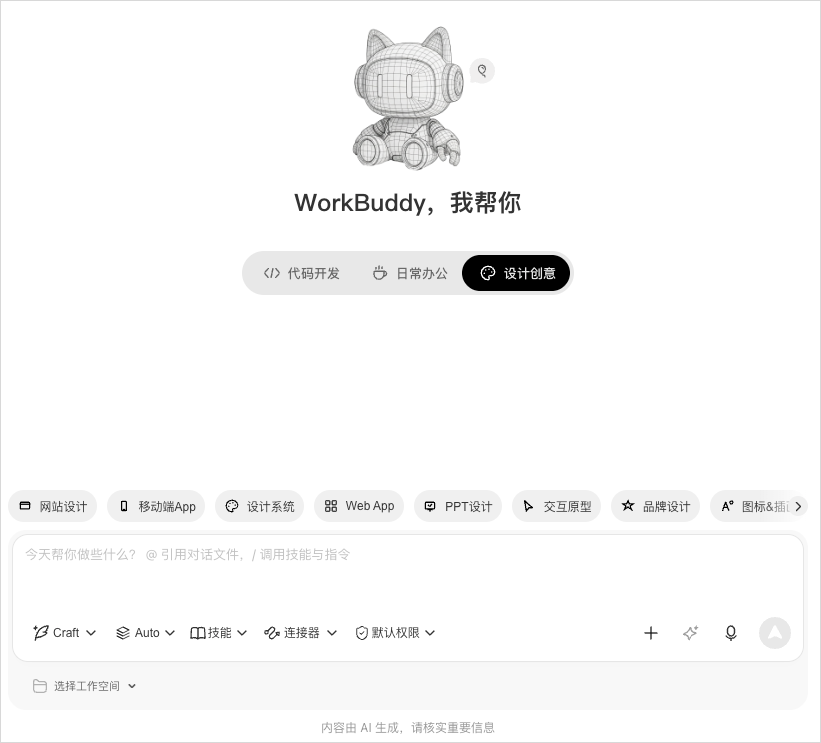 WorkBuddy，我帮你
代码开发 日常办公 设计创意
网站设计 移动端App 设计系统 Web App PPT设计 交互原型 品牌设计 图标&插
今天帮你做些什么？ @ 引用对话文件，/ 调用技能与指令
Craft Auto 技能 连接器 默认权限
选择工作空间
内容由 AI 生成，请核实重要信息